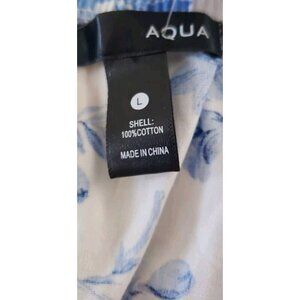 AQUA
L
SHELL:
100%COTTON
MADE IN CHINA